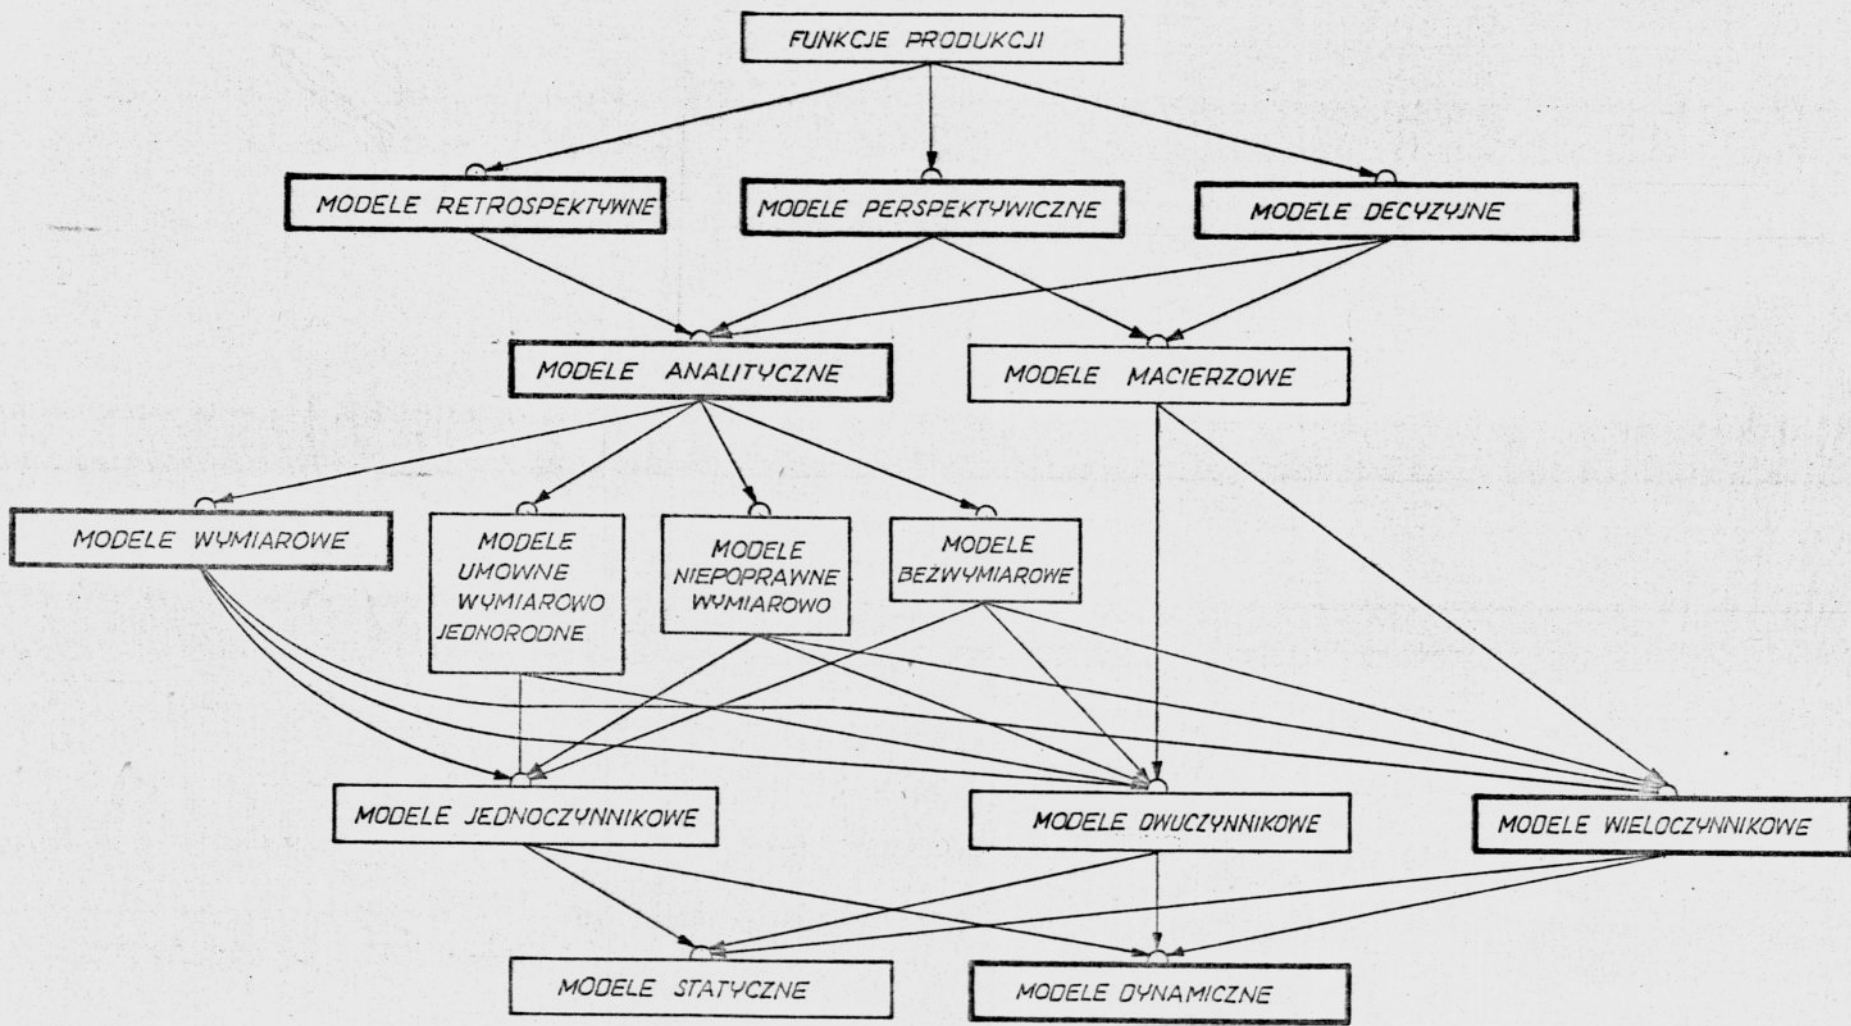 FUNKCJE PRODUKCJI
MODELE RETROSPEKTYWNE
MODELE PERSPEKTYWICZNE
MODELE DECYZYJNE
MODELE ANALITYCZNE
MODELE MACIERZOWE
MODELE WYMIAROWE
MODELE
UMOWNE
WYMIAROWO
JEDNORODNE
MODELE
NIEPOPRAWNE
WYMIAROWO
MODELE
BEZWYMIAROWE
MODELE JEDNOCZYNNIKOWE
MODELE DWUCZYNNIKOWE
MODELE WIELOCZYNNIKOWE
MODELE STATYCZNE
MODELE DYNAMICZNE